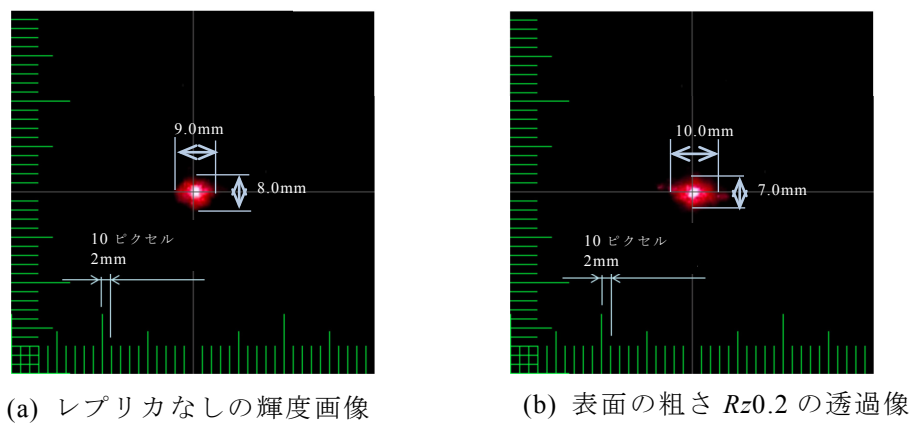 9.0mm
8.0mm
10 ピクセル
2mm
(a) レプリカなしの輝度画像
10.0mm
7.0mm
10 ピクセル
2mm
(b) 表面の粗さ Rz0.2 の透過像